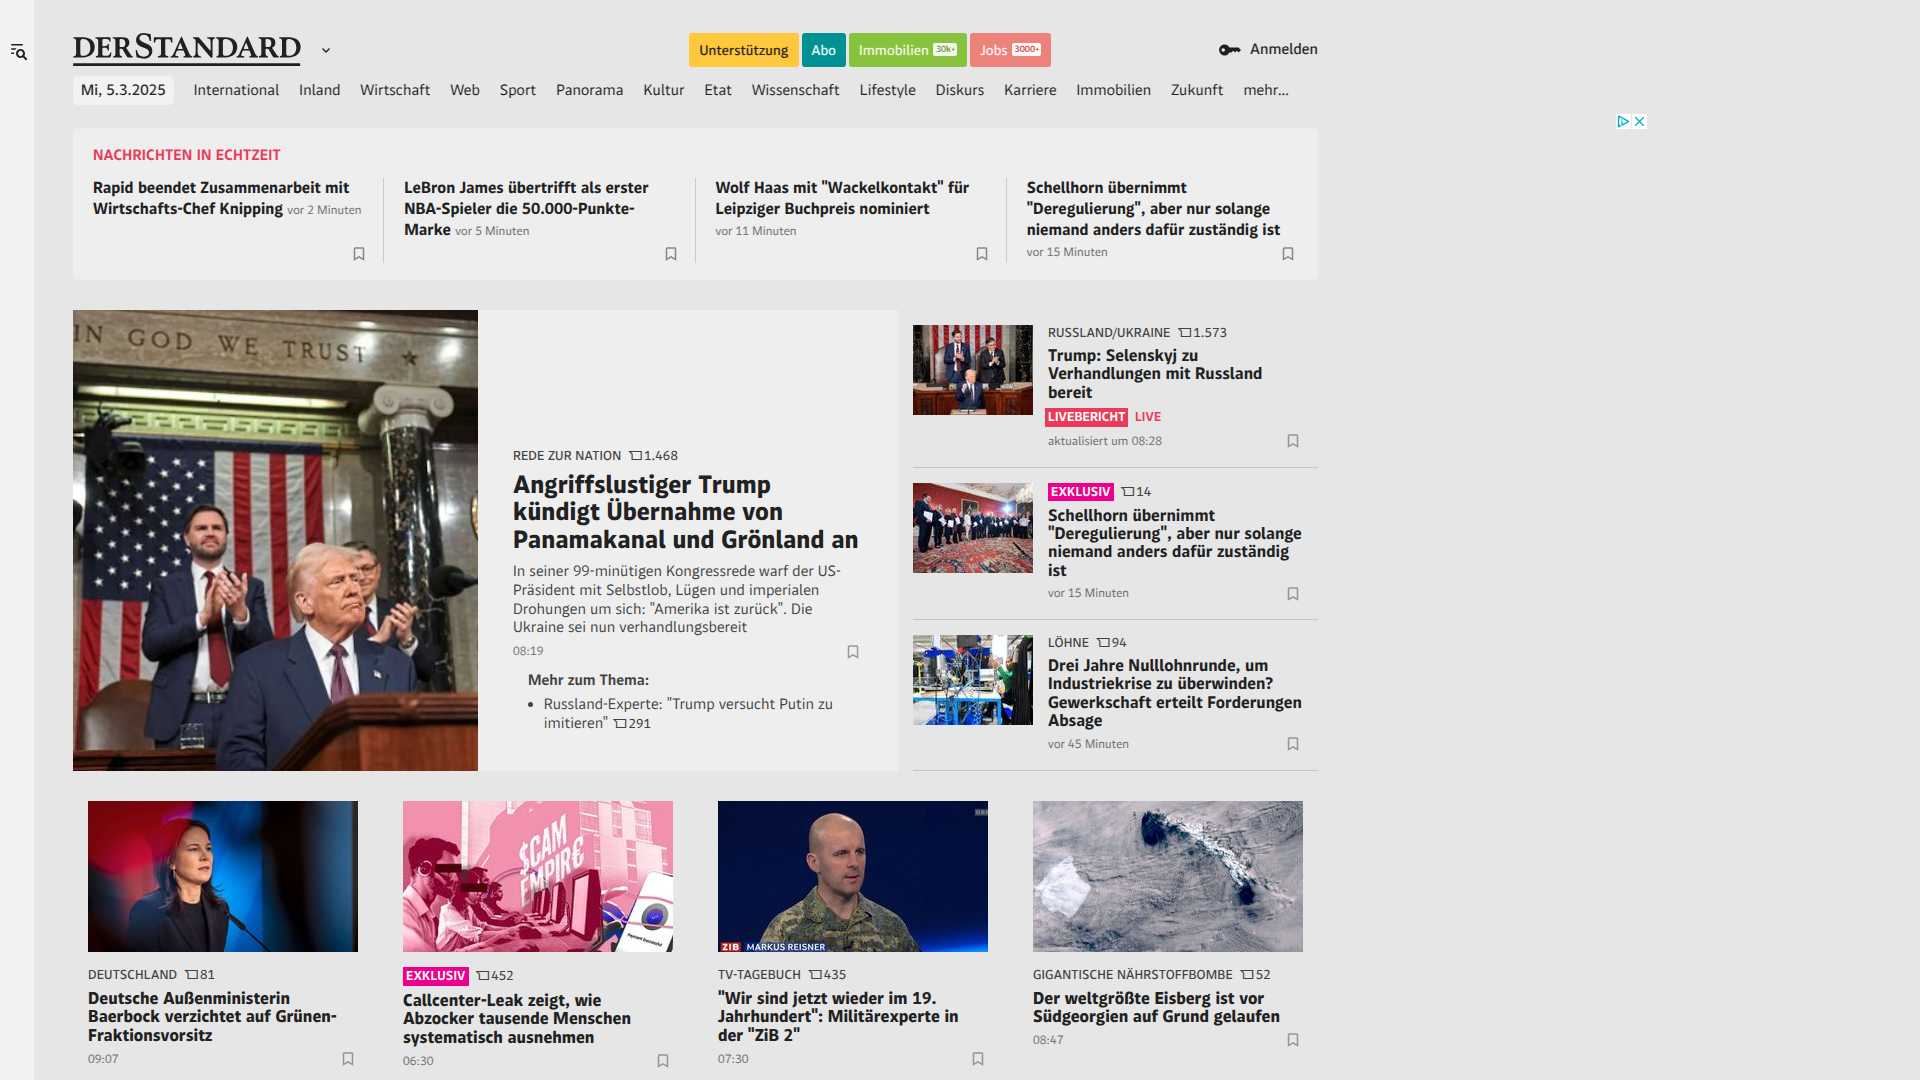 DERSTANDARD
Unterstützung
Abo
Immobilien 30k+
Jobs 3000+
Anmelden
Mi, 5.3.2025
International
Inland
Wirtschaft
Web
Sport
Panorama
Kultur
Etat
Wissenschaft
Lifestyle
Diskurs
Karriere
Immobilien
Zukunft
mehr...
NACHRICHTEN IN ECHTZEIT
Rapid beendet Zusammenarbeit mit
Wirtschafts-Chef Knipping vor 2 Minuten
LeBron James übertrifft als erster
NBA-Spieler die 50.000-Punkte-
Marke vor 5 Minuten
Wolf Haas mit "Wackelkontakt" für
Leipziger Buchpreis nominiert
vor 11 Minuten
Schellhorn übernimmt
"Deregulierung", aber nur solange
niemand anders dafür zuständig ist
vor 15 Minuten
IN GOD WE TRUST
REDE ZUR NATION 1.468
Angriffslustiger Trump
kündigt Übernahme von
Panamakanal und Grönland an
In seiner 99-minütigen Kongressrede warf der US-
Präsident mit Selbstlob, Lügen und imperialen
Drohungen um sich: "Amerika ist zurück". Die
Ukraine sei nun verhandlungsbereit
08:19
Mehr zum Thema:
• Russland-Experte: "Trump versucht Putin zu
imitieren" 291
RUSSLAND/UKRAINE 1.573
Trump: Selenskyj zu
Verhandlungen mit Russland
bereit
LIVEBERICHT LIVE
aktualisiert um 08:28
EXKLUSIV 14
Schellhorn übernimmt
"Deregulierung", aber nur solange
niemand anders dafür zuständig
ist
vor 15 Minuten
LÖHNE 94
Drei Jahre Nulllohnrunde, um
Industriekrise zu überwinden?
Gewerkschaft erteilt Forderungen
Absage
vor 45 Minuten
DEUTSCHLAND 81
Deutsche Außenministerin
Baerbock verzichtet auf Grünen-
Fraktionsvorsitz
09:07
$CAM
EMPIR€
EXKLUSIV 452
Callcenter-Leak zeigt, wie
Abzocker tausende Menschen
systematisch ausnehmen
06:30
ZIB MARKUS REISNER
TV-TAGEBUCH 435
"Wir sind jetzt wieder im 19.
Jahrhundert": Militärexperte in
der "ZiB 2"
07:30
GIGANTISCHE NÄHRSTOFFBOMBE 52
Der weltgrößte Eisberg ist vor
Südgeorgien auf Grund gelaufen
08:47